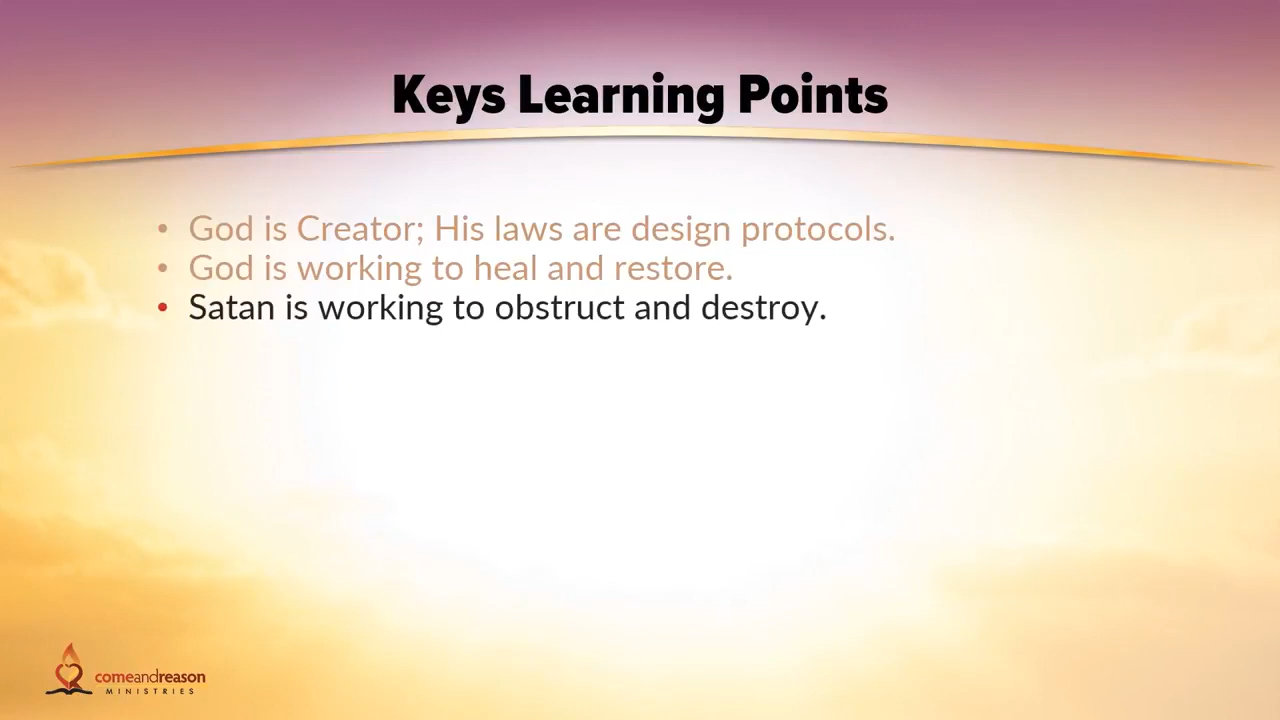 Keys Learning Points
• God is Creator; His laws are design protocols.
• God is working to heal and restore.
• Satan is working to obstruct and destroy.
comeandreason
MINISTRIES